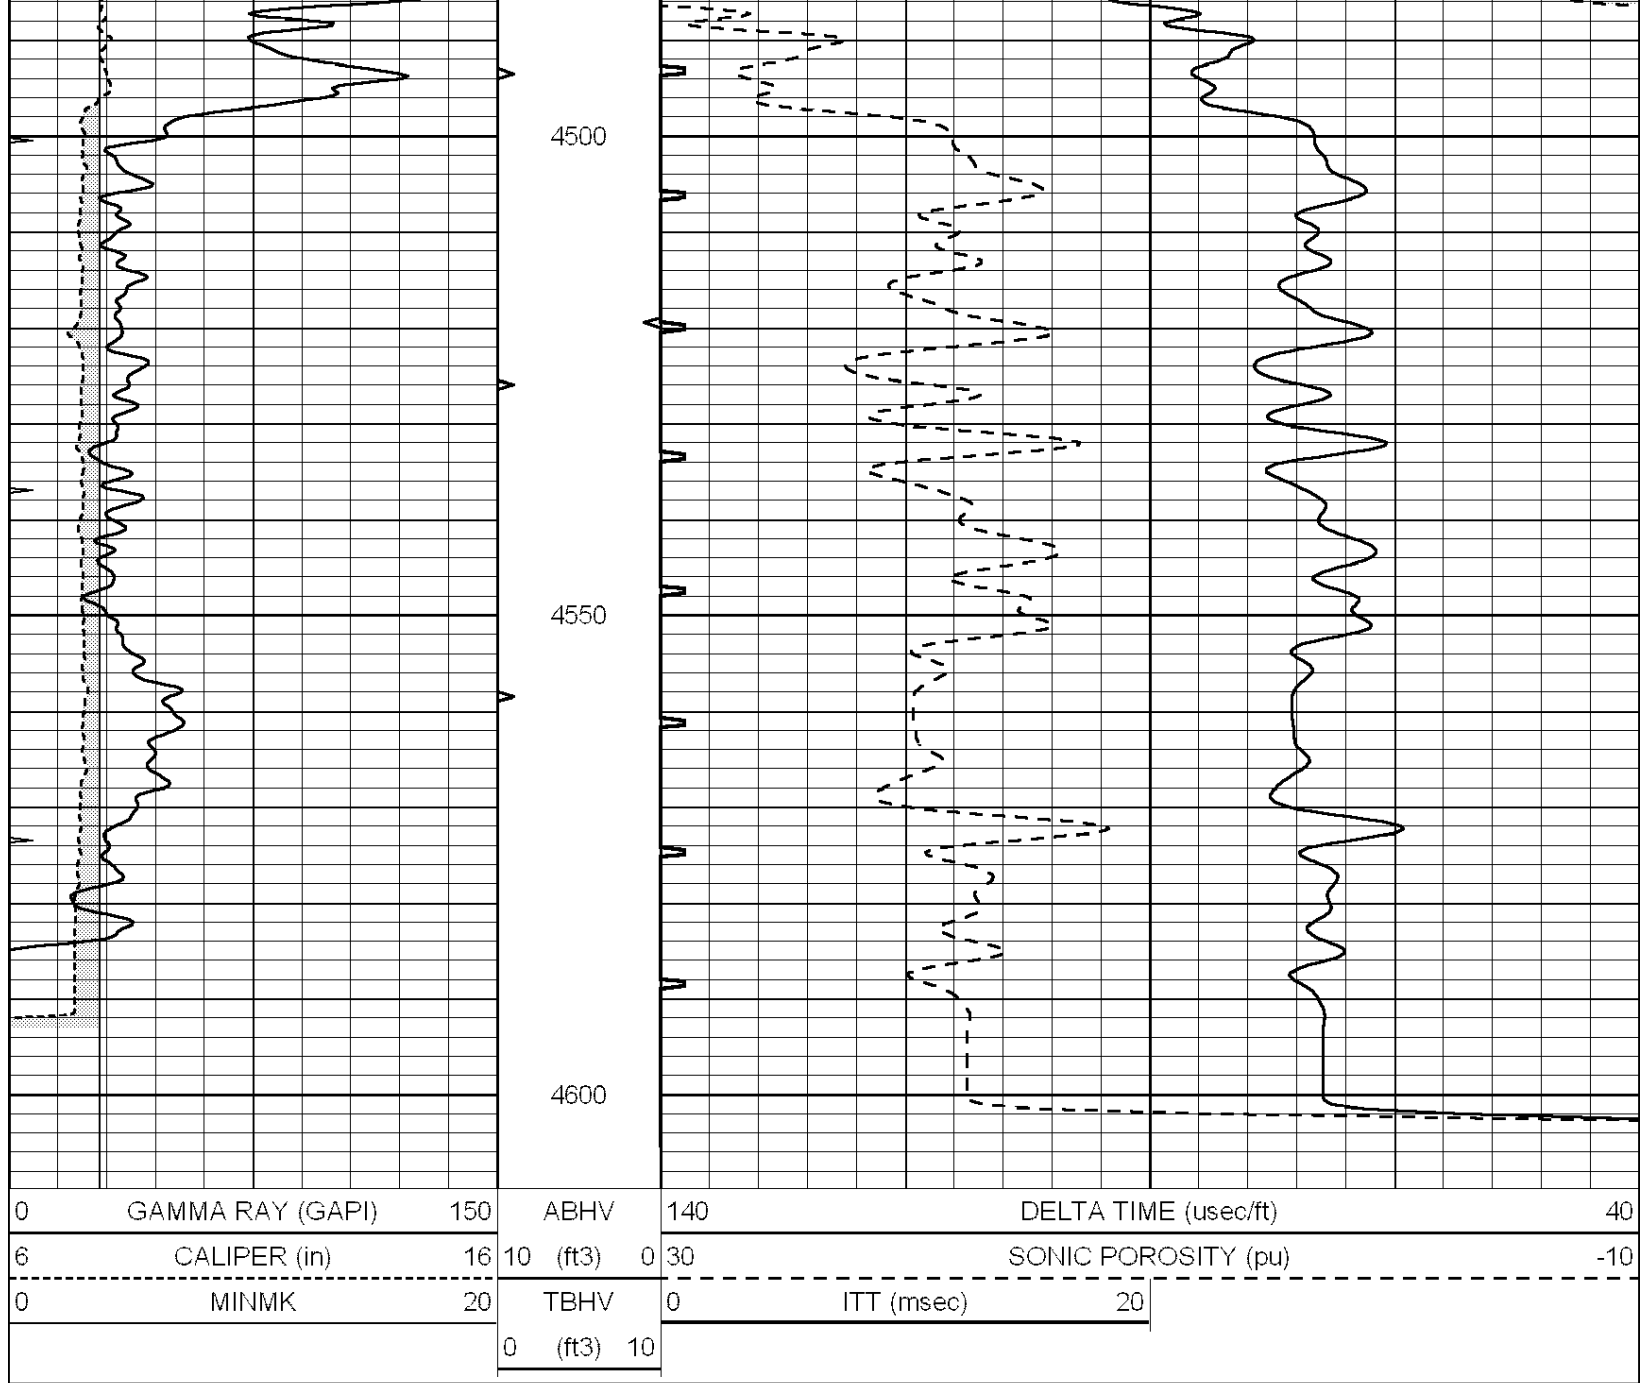 4500
4550
4600
0 GAMMA RAY (GAPI) 150 ABHV 140 DELTA TIME (usec/ft) 40
6 CALIPER (in) 16 10 (ft3) 0 30 SONIC POROSITY (pu) -10
0 MINMK 20 TBHV 0 ITT (msec) 20
0 (ft3) 10